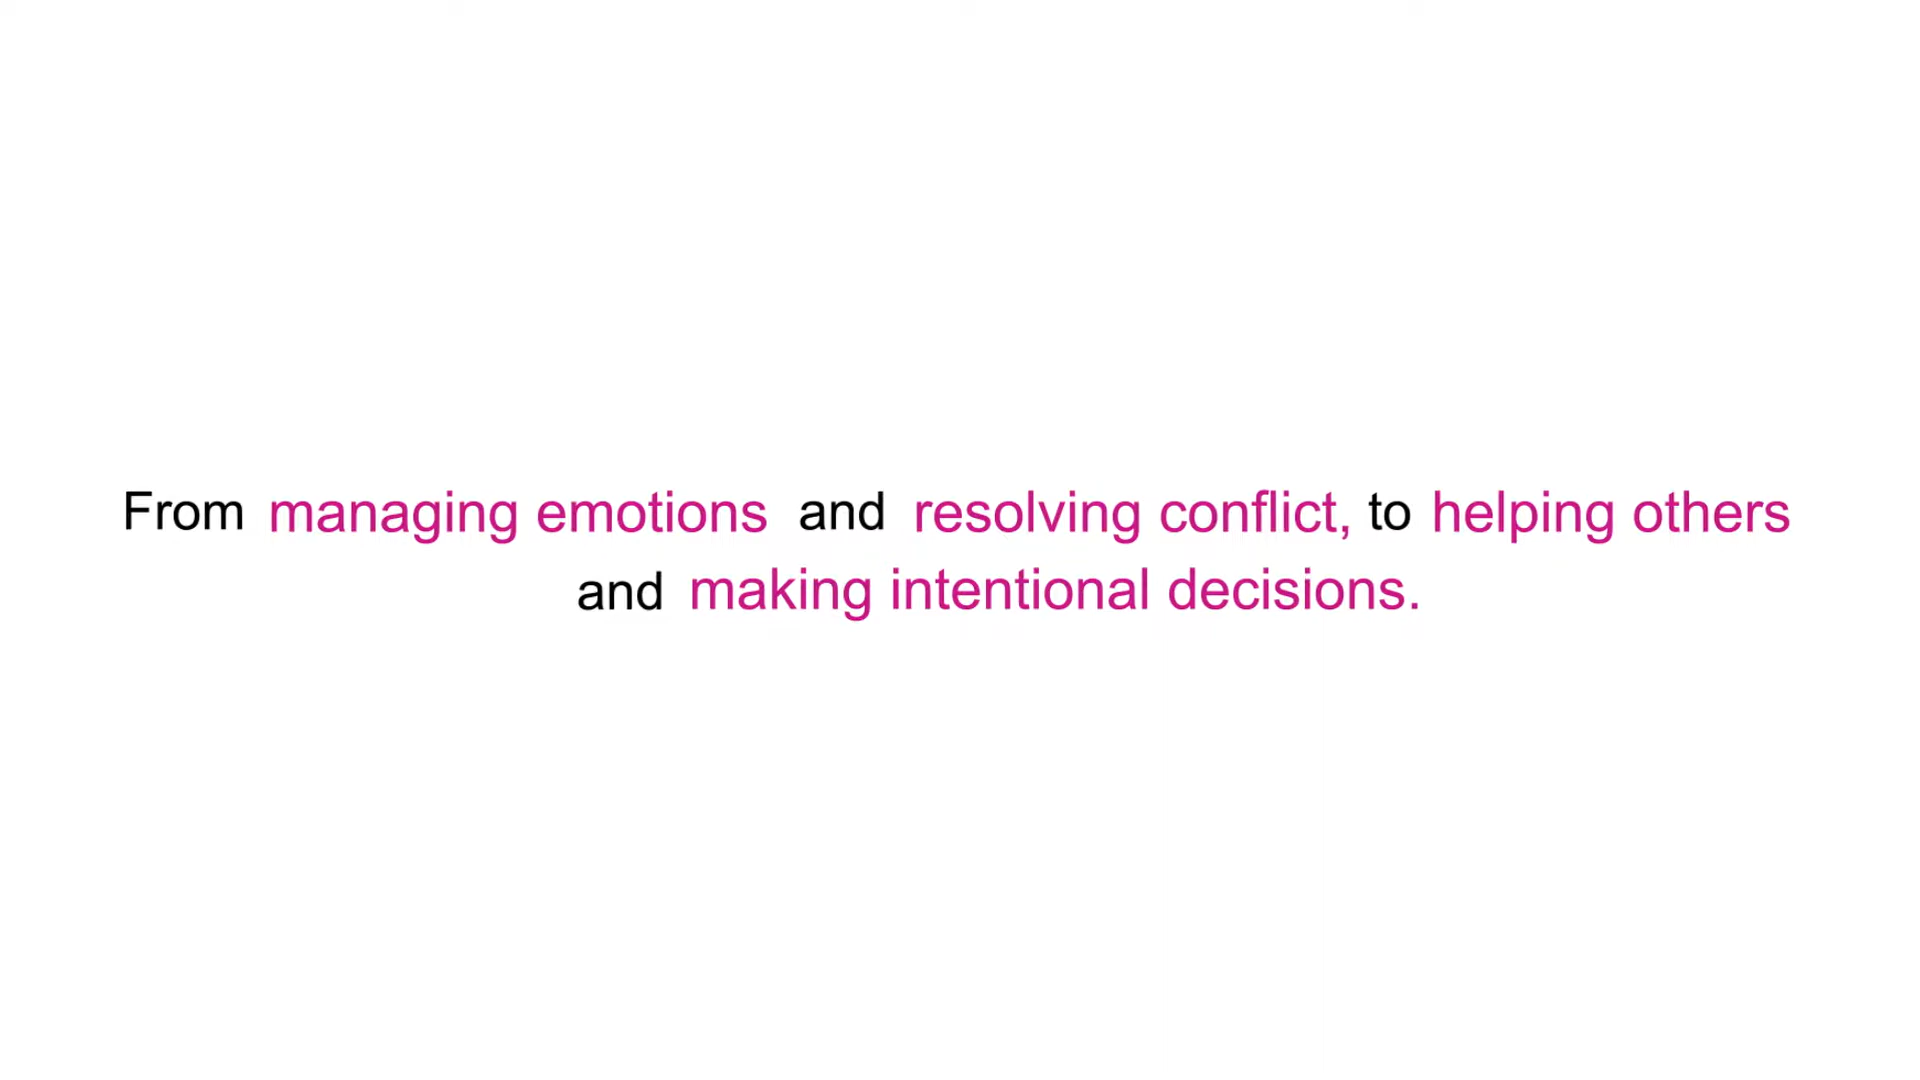 From managing emotions and resolving conflict, to helping others
and making intentional decisions.